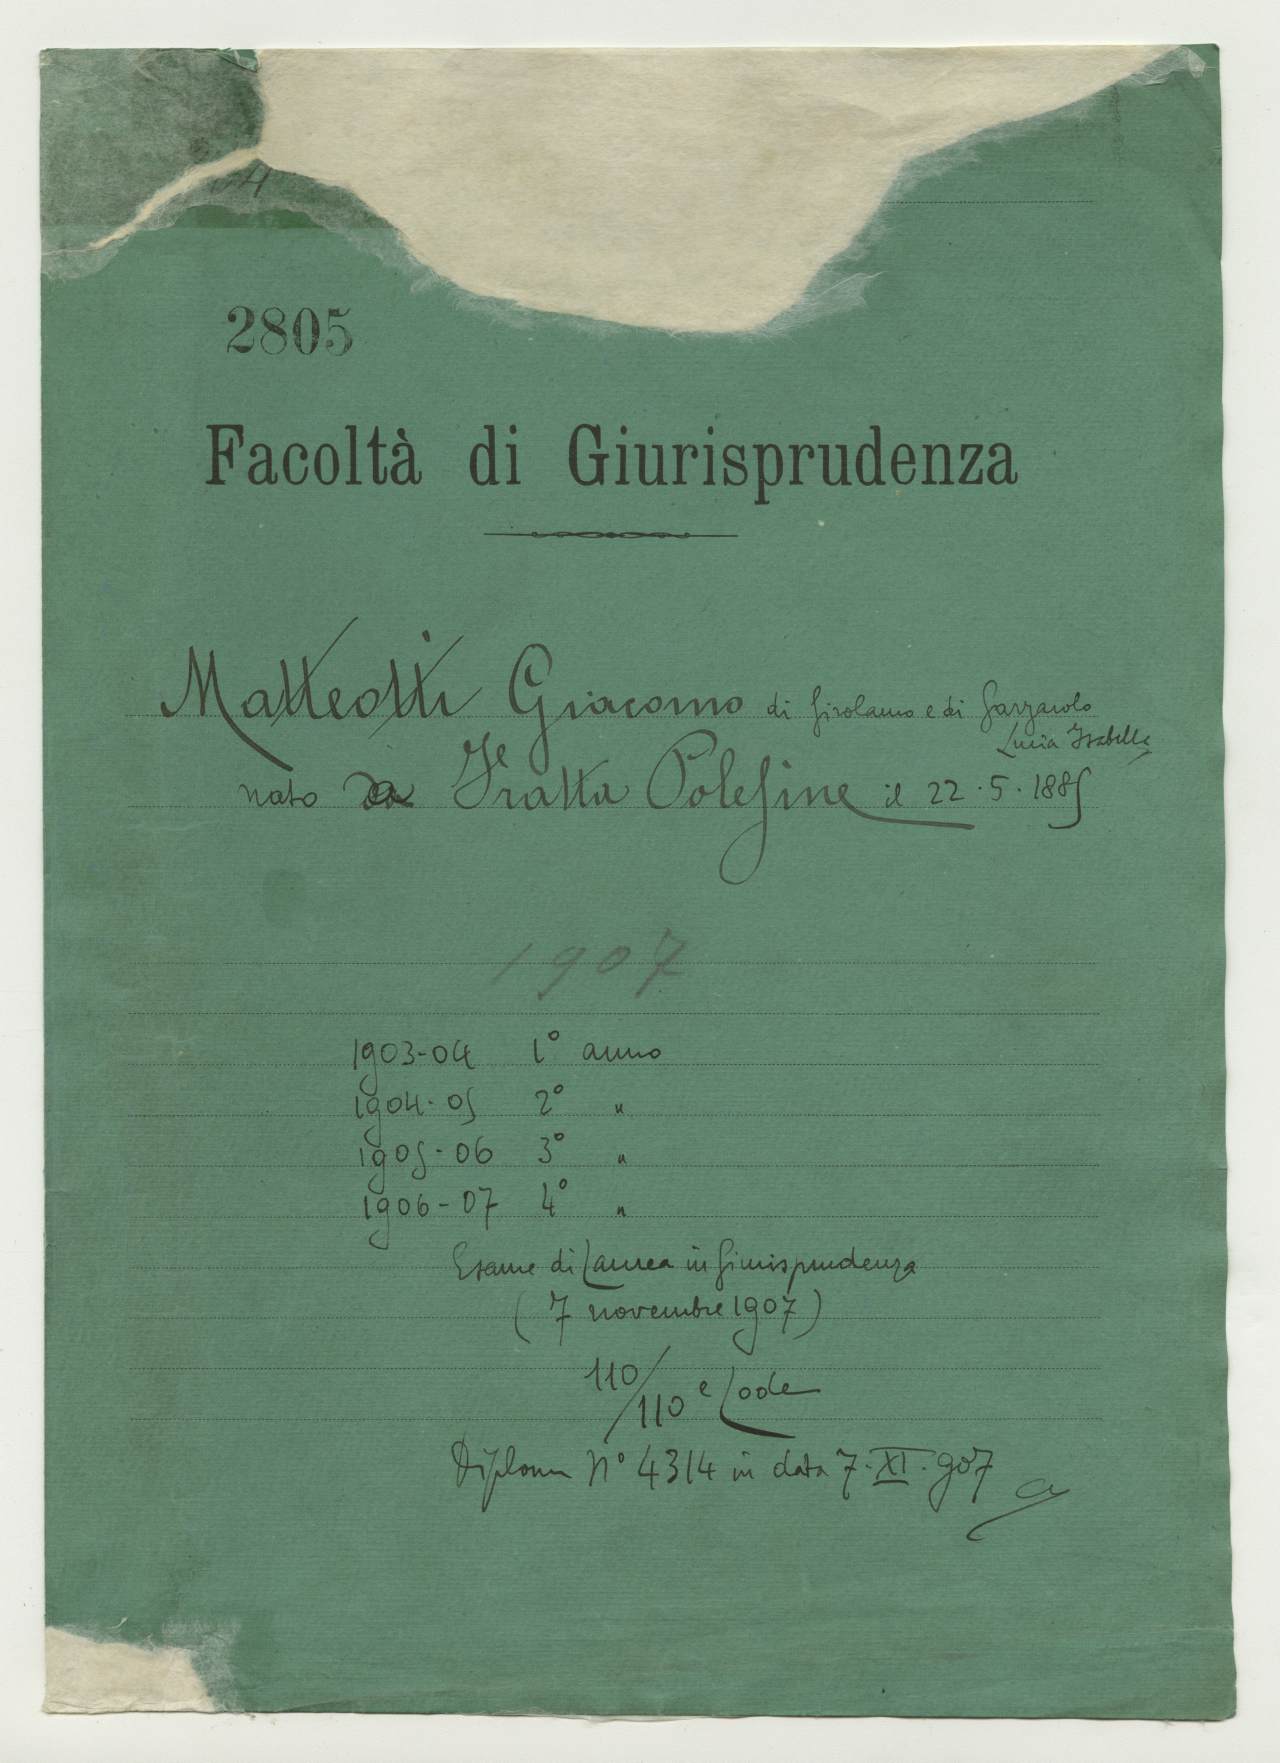 4
2805
Facoltà di Giurisprudenza
Matteotti Giacomo di Girolamo e di Garzarolo
Lucia Isabella
nato a Fratta Polesine il 22.5.1885
1907
1903-04 1° anno
1904-05 2° "
1905-06 3° "
1906-07 4° "
Esame di Laurea in Giurisprudenza
(7 novembre 1907)
110/110 e Lode
Diploma N° 4314 in data 7.XI.907